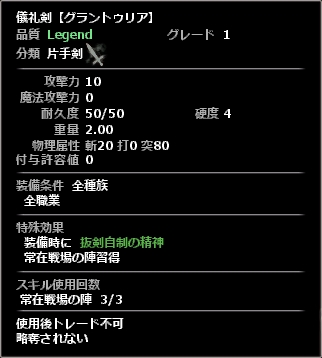 儀礼剣【グラントゥリア】
品質 Legend グレード 1
分類 片手剣
攻撃力 10
魔法攻撃力 0
耐久度 50/50 硬度 4
重量 2.00
物理属性 斬20 打0 突80
付与許容値 0
装備条件 全種族
全職業
特殊効果
装備時に 抜剣自制の精神
常在戦場の陣習得
スキル使用回数
常在戦場の陣 3/3
使用後トレード不可
略奪されない